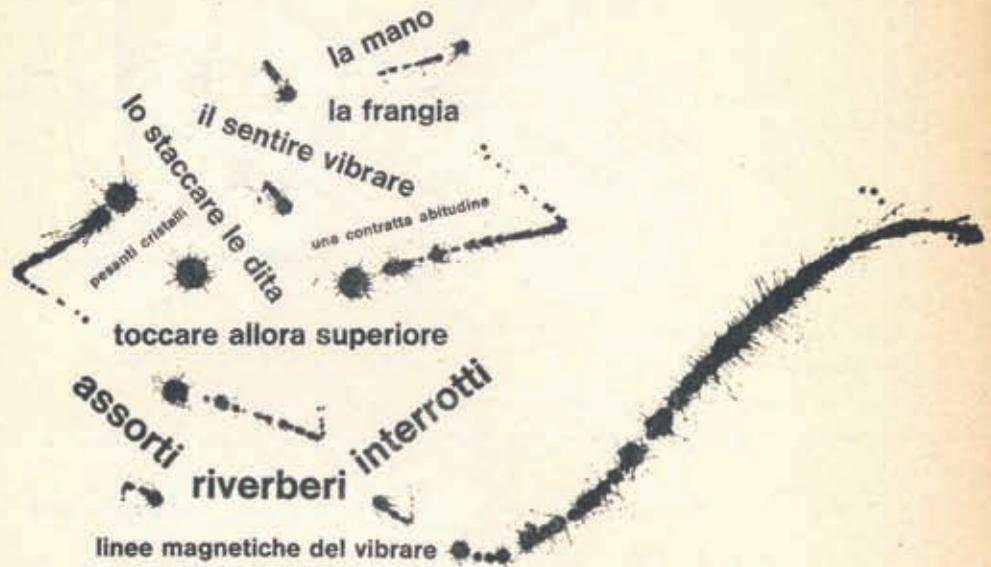 la mano
la frangia
il sentire vibrare
lo staccare le dita
pesanti cristalli
una contratta abitudine
toccare allora superiore
assorti
riverberi
interrotti
linee magnetiche del vibrare